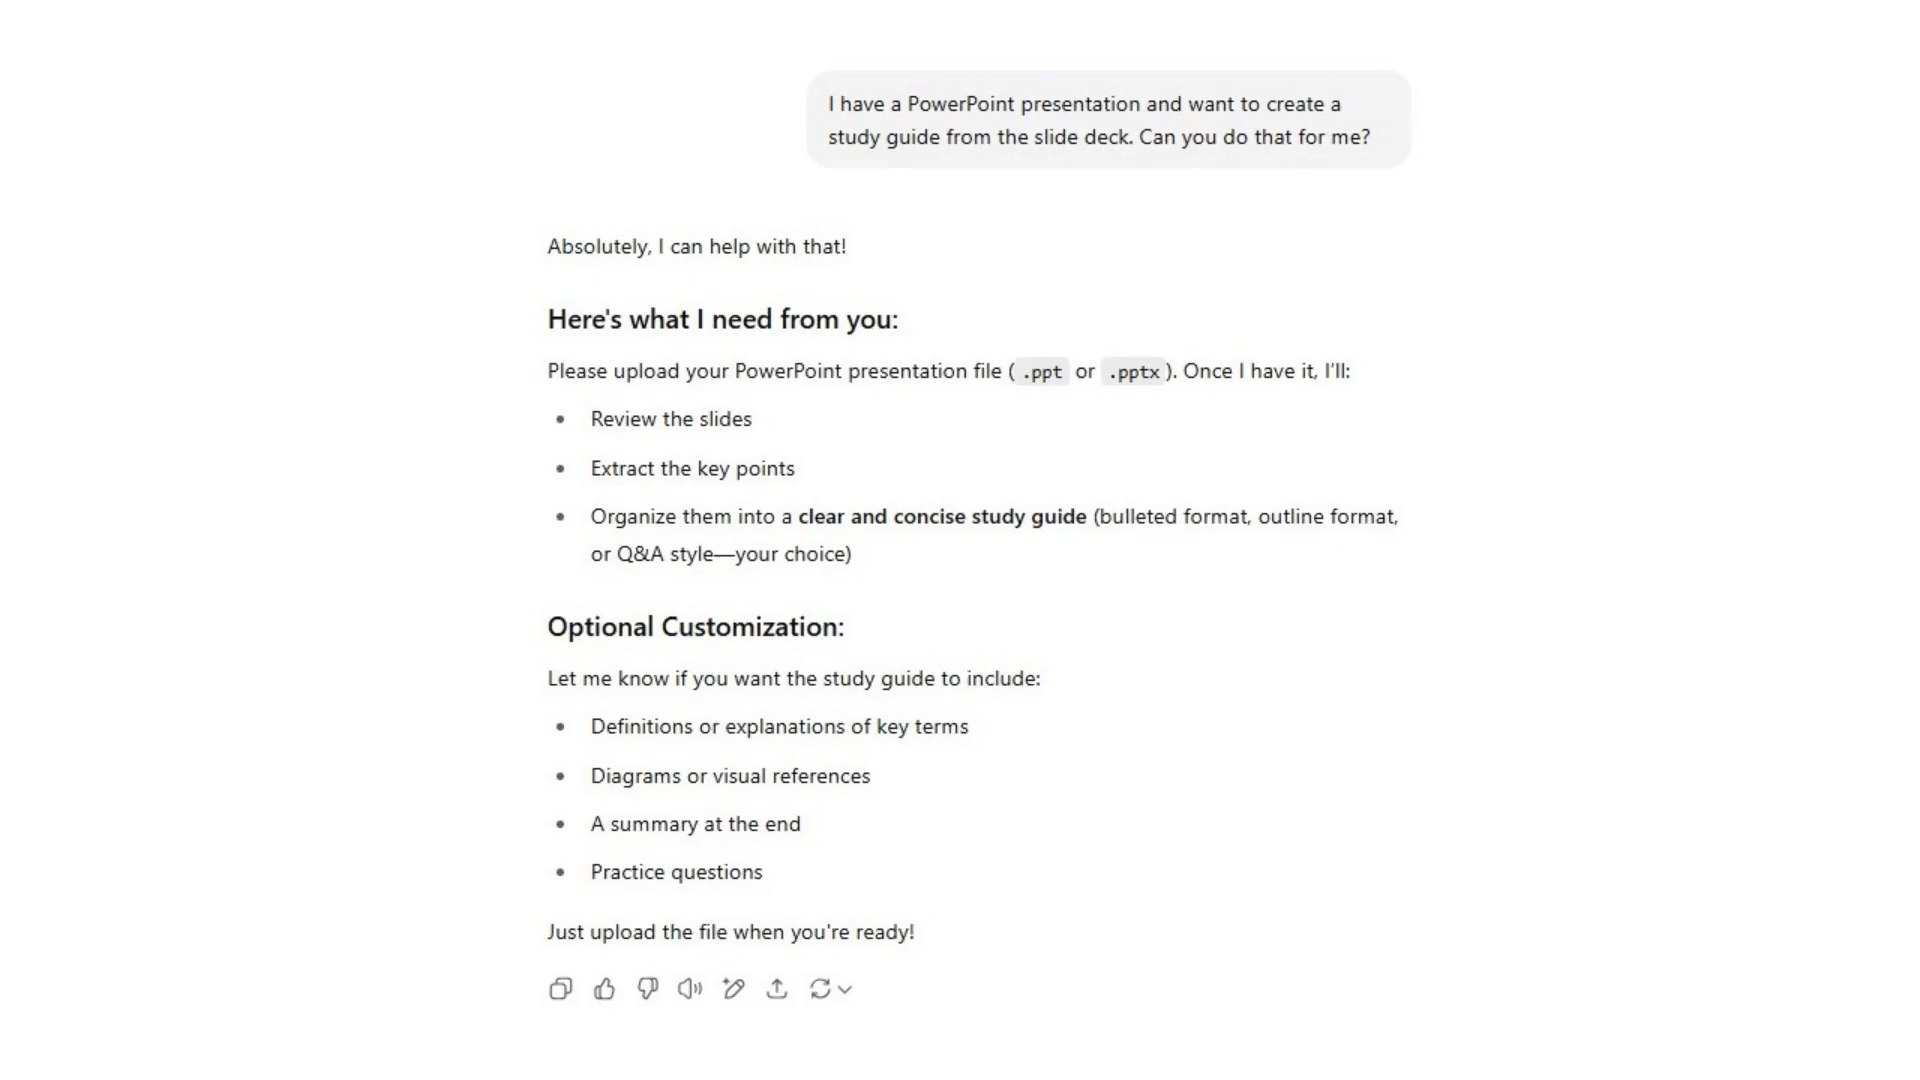 I have a PowerPoint presentation and want to create a
study guide from the slide deck. Can you do that for me?
Absolutely, I can help with that!
Here's what I need from you:
Please upload your PowerPoint presentation file ( .ppt or .pptx ). Once I have it, I'll:
• Review the slides
• Extract the key points
• Organize them into a clear and concise study guide (bulleted format, outline format,
or Q&A style—your choice)
Optional Customization:
Let me know if you want the study guide to include:
• Definitions or explanations of key terms
• Diagrams or visual references
• A summary at the end
• Practice questions
Just upload the file when you're ready!